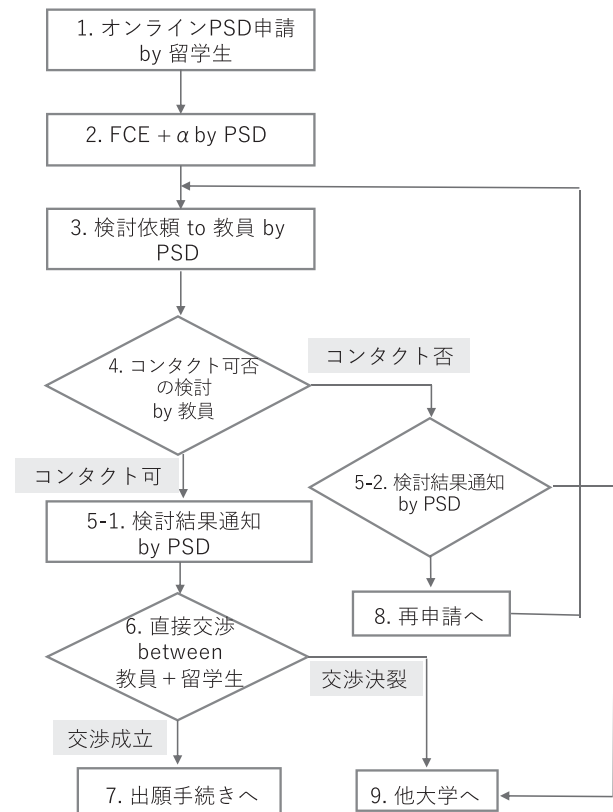 1. オンラインPSD申請
by 留学生
2. FCE + α by PSD
3. 検討依頼 to 教員 by
PSD
4. コンタクト可否
の検討
by 教員
コンタクト否
コンタクト可
5-1. 検討結果通知
by PSD
5-2. 検討結果通知
by PSD
6. 直接交渉
between
教員＋留学生
8. 再申請へ
交渉決裂
交渉成立
7. 出願手続きへ
9. 他大学へ